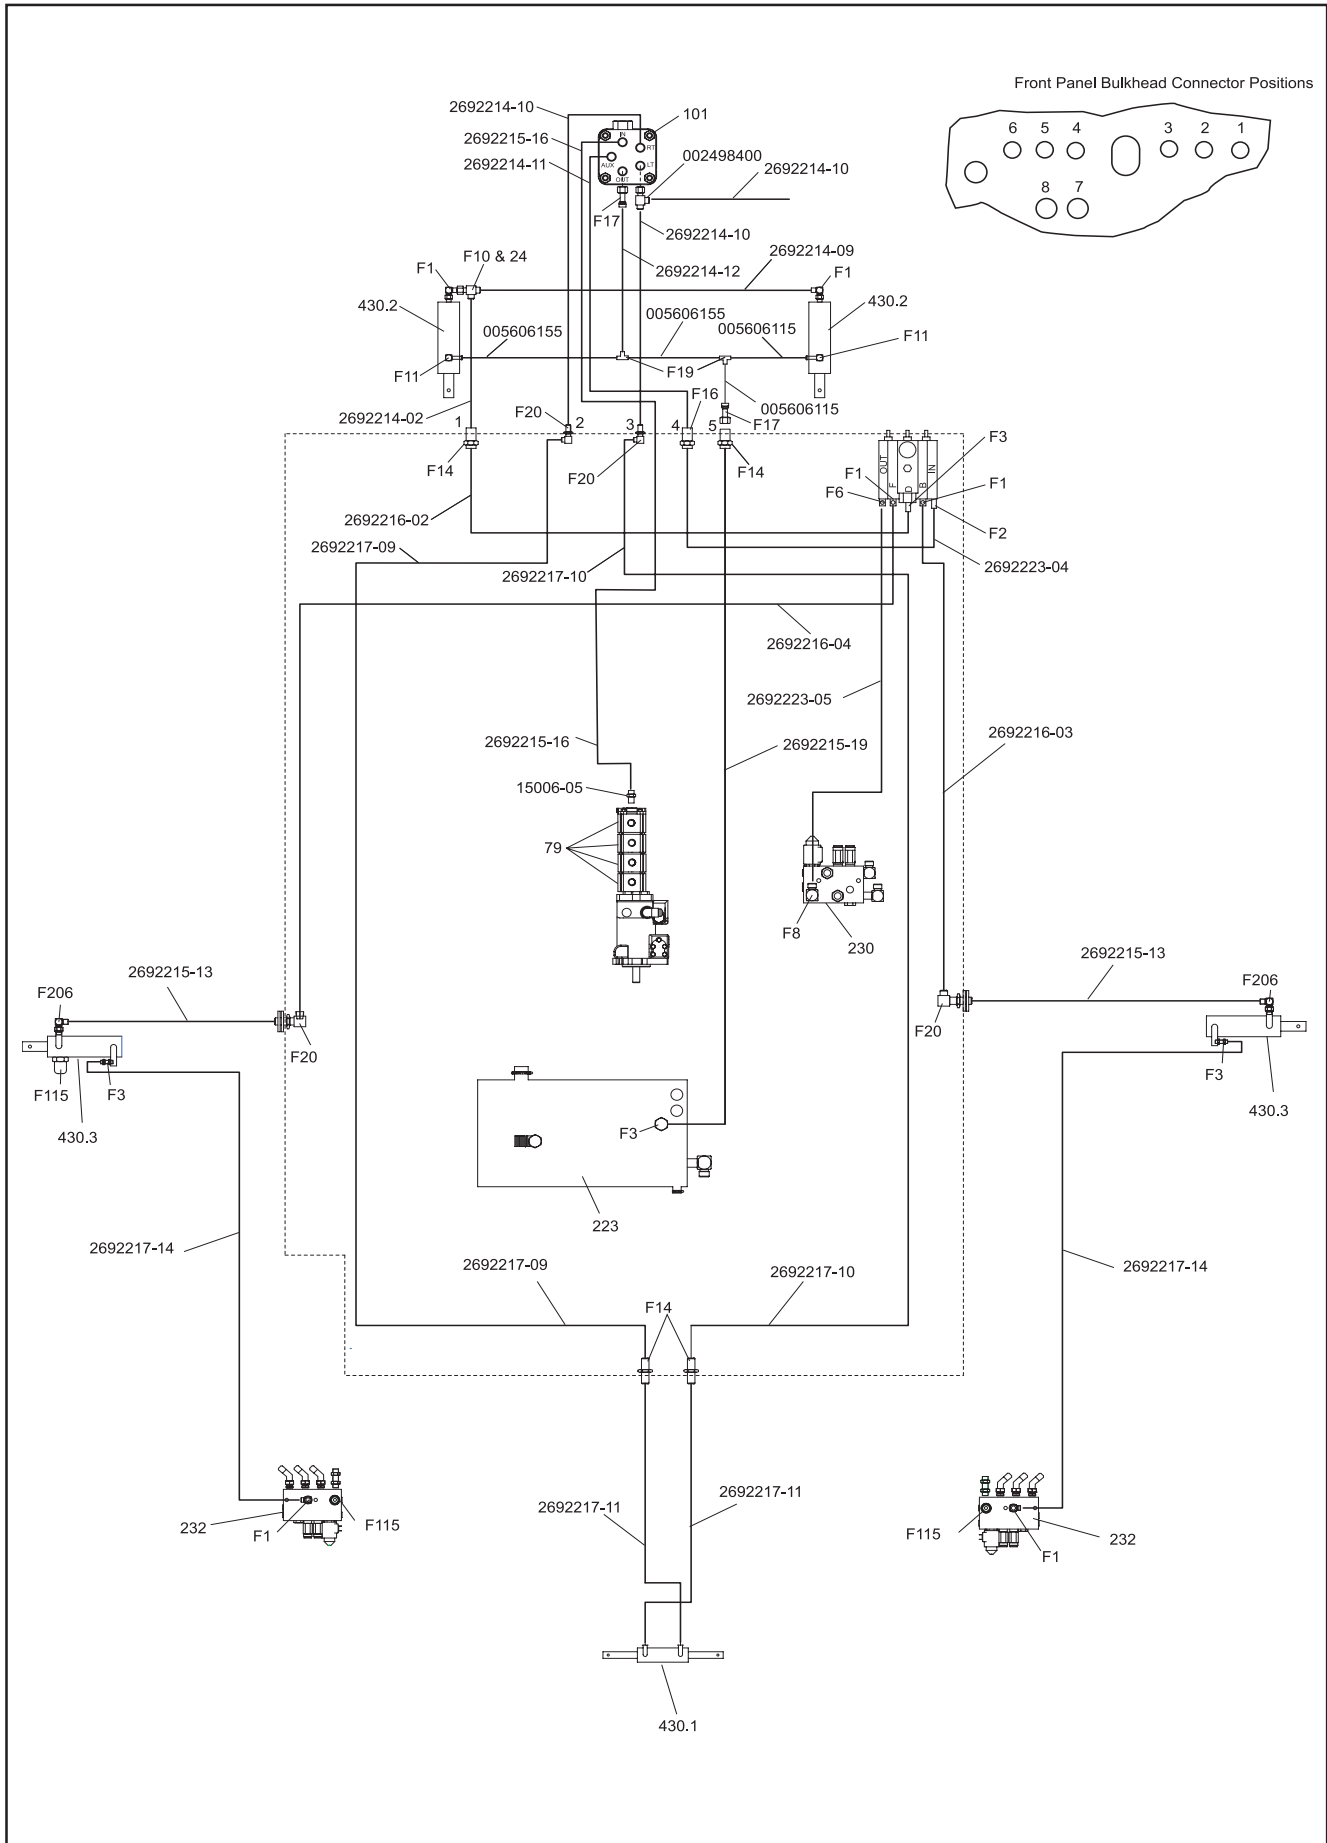 Front Panel Bulkhead Connector Positions
6 5 4 3 2 1
8 7
2692214-10
101
2692215-16
002498400
2692214-11
2692214-10
IN
RT
AUX
LT
OUT
F17
2692214-10
2692214-09
F10 & 24
2692214-12
F1
F1
430.2
430.2
005606155
005606155
005606115
F11
F19
F11
F16
005606115
2692214-02
F20
F17
1 2 3 4 5
F3
F14
F20
F14
F1
F1
F6
OUT
F
D
B
IN
2692216-02
F2
2692217-09
2692223-04
2692217-10
2692216-04
2692223-05
2692216-03
2692215-16
2692215-19
15006-05
79
F8
230
2692215-13
2692215-13
F206
F206
F20
F20
F115
F3
F3
430.3
430.3
F3
223
2692217-14
2692217-09
2692217-10
2692217-14
F14
2692217-11
2692217-11
232
F1
F115
F115
F1
232
430.1